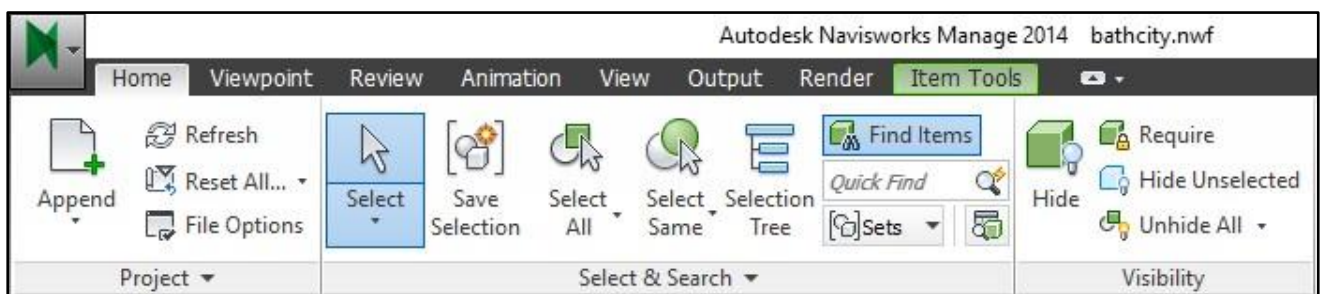 Autodesk Navisworks Manage 2014 bathcity.nwf
Home Viewpoint Review Animation View Output Render Item Tools
Append
Refresh
Reset All...
File Options
Select
Save
Selection
Select
All
Select
Same
Selection
Tree
Find Items
Quick Find
Sets
Hide
Require
Hide Unselected
Unhide All
Project Select & Search Visibility